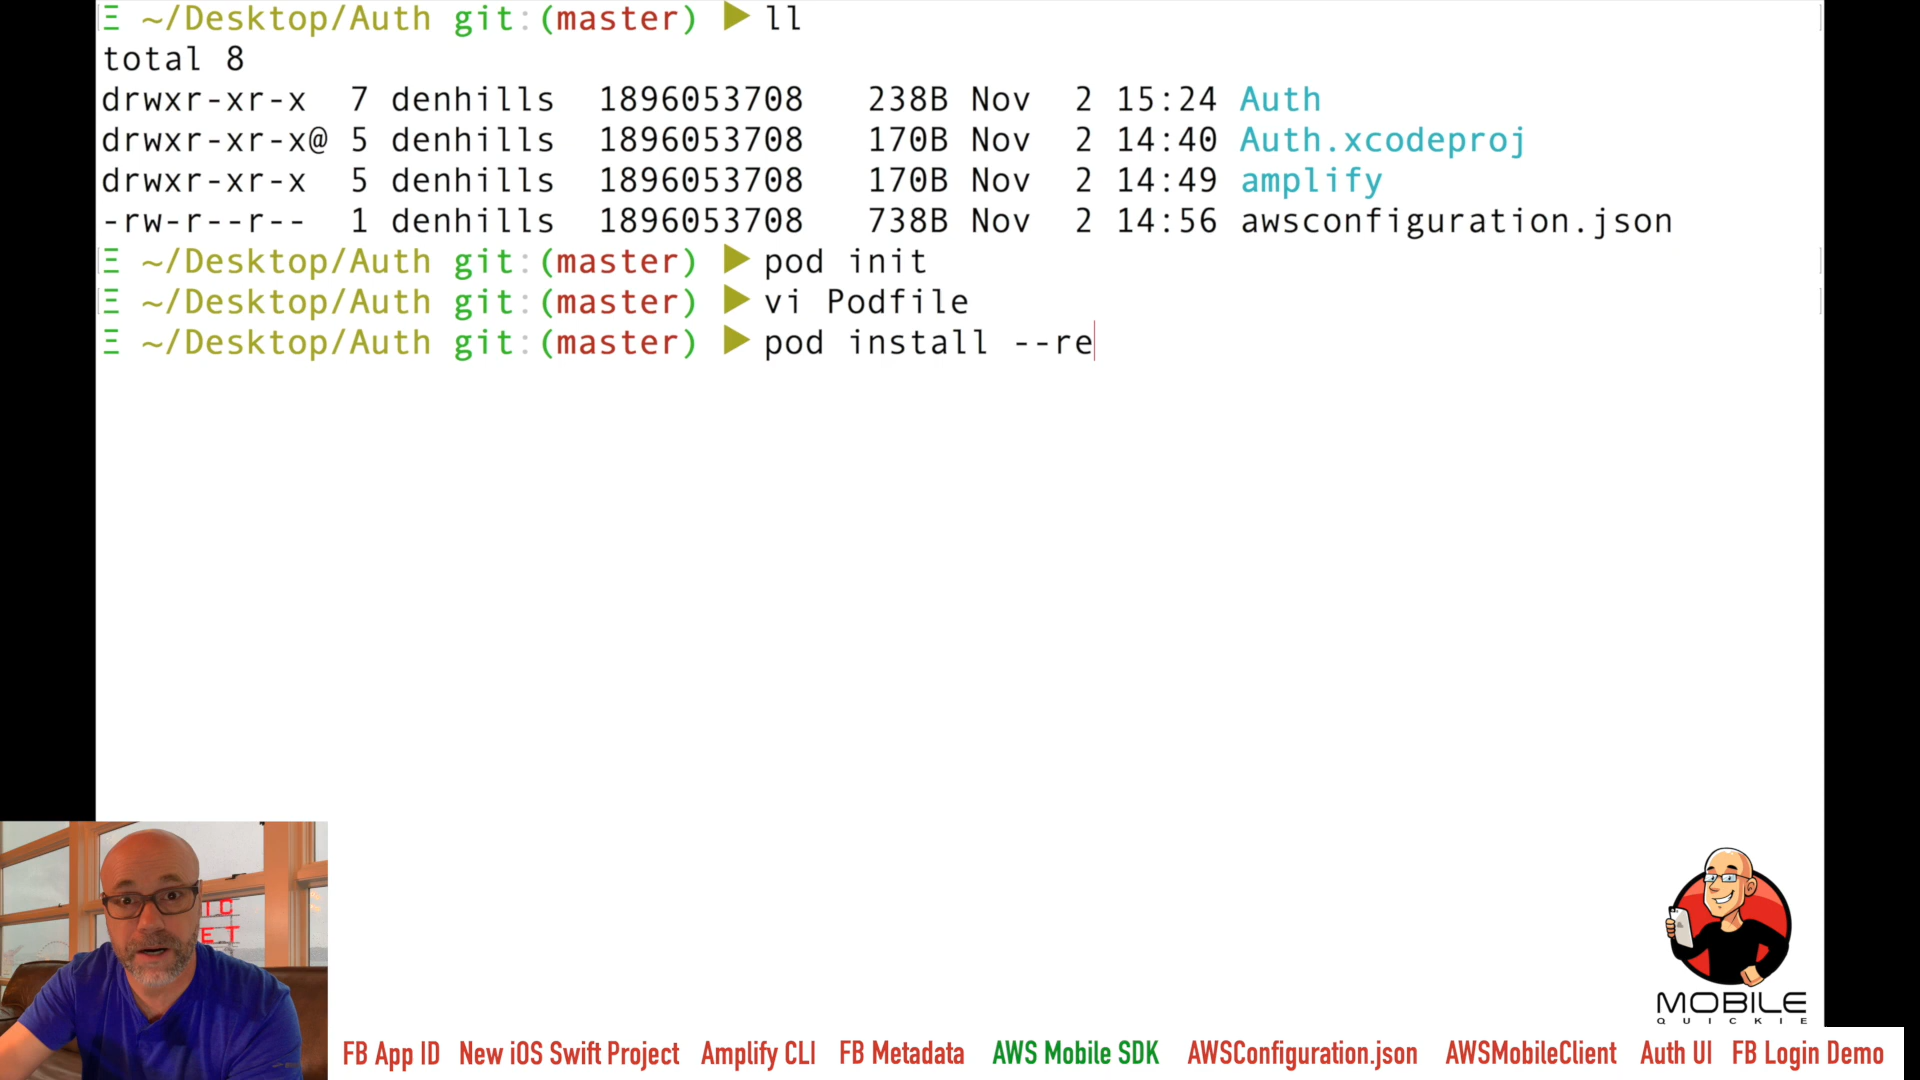 Ξ ~/Desktop/Auth git:(master) ▶ ll
total 8
drwxr-xr-x 7 denhills 1896053708 238B Nov 2 15:24 Auth
drwxr-xr-x@ 5 denhills 1896053708 170B Nov 2 14:40 Auth.xcodeproj
drwxr-xr-x 5 denhills 1896053708 170B Nov 2 14:49 amplify
-rw-r--r-- 1 denhills 1896053708 738B Nov 2 14:56 awsconfiguration.json
Ξ ~/Desktop/Auth git:(master) ▶ pod init
Ξ ~/Desktop/Auth git:(master) ▶ vi Podfile
Ξ ~/Desktop/Auth git:(master) ▶ pod install --re
IC
ET
MOBILE
QUICKIE
FB App ID New iOS Swift Project Amplify CLI FB Metadata AWS Mobile SDK AWSConfiguration.json AWSMobileClient Auth UI FB Login Demo